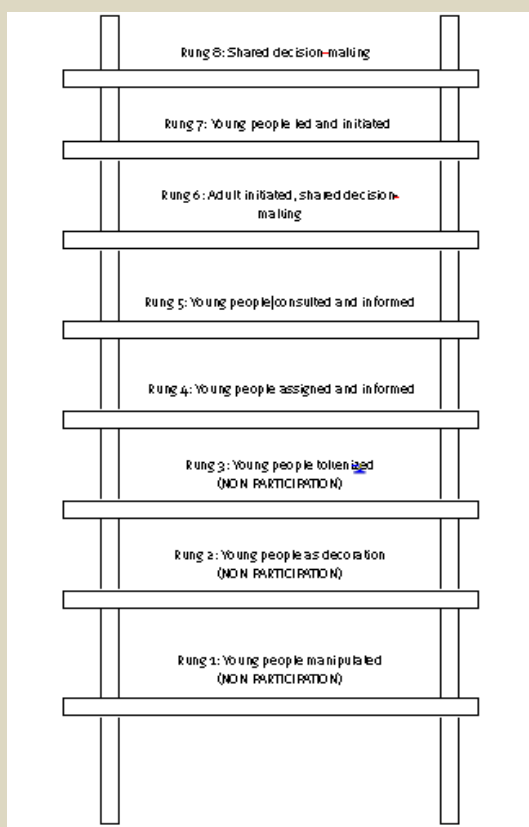 Rung 8: Shared decision-making
Rung 7: Young people led and initiated
Rung 6: Adult initiated, shared decision-
making
Rung 5: Young people consulted and informed
Rung 4: Young people assigned and informed
Rung 3: Young people tokenized
(NON PARTICIPATION)
Rung 2: Young people as decoration
(NON PARTICIPATION)
Rung 1: Young people manipulated
(NON PARTICIPATION)